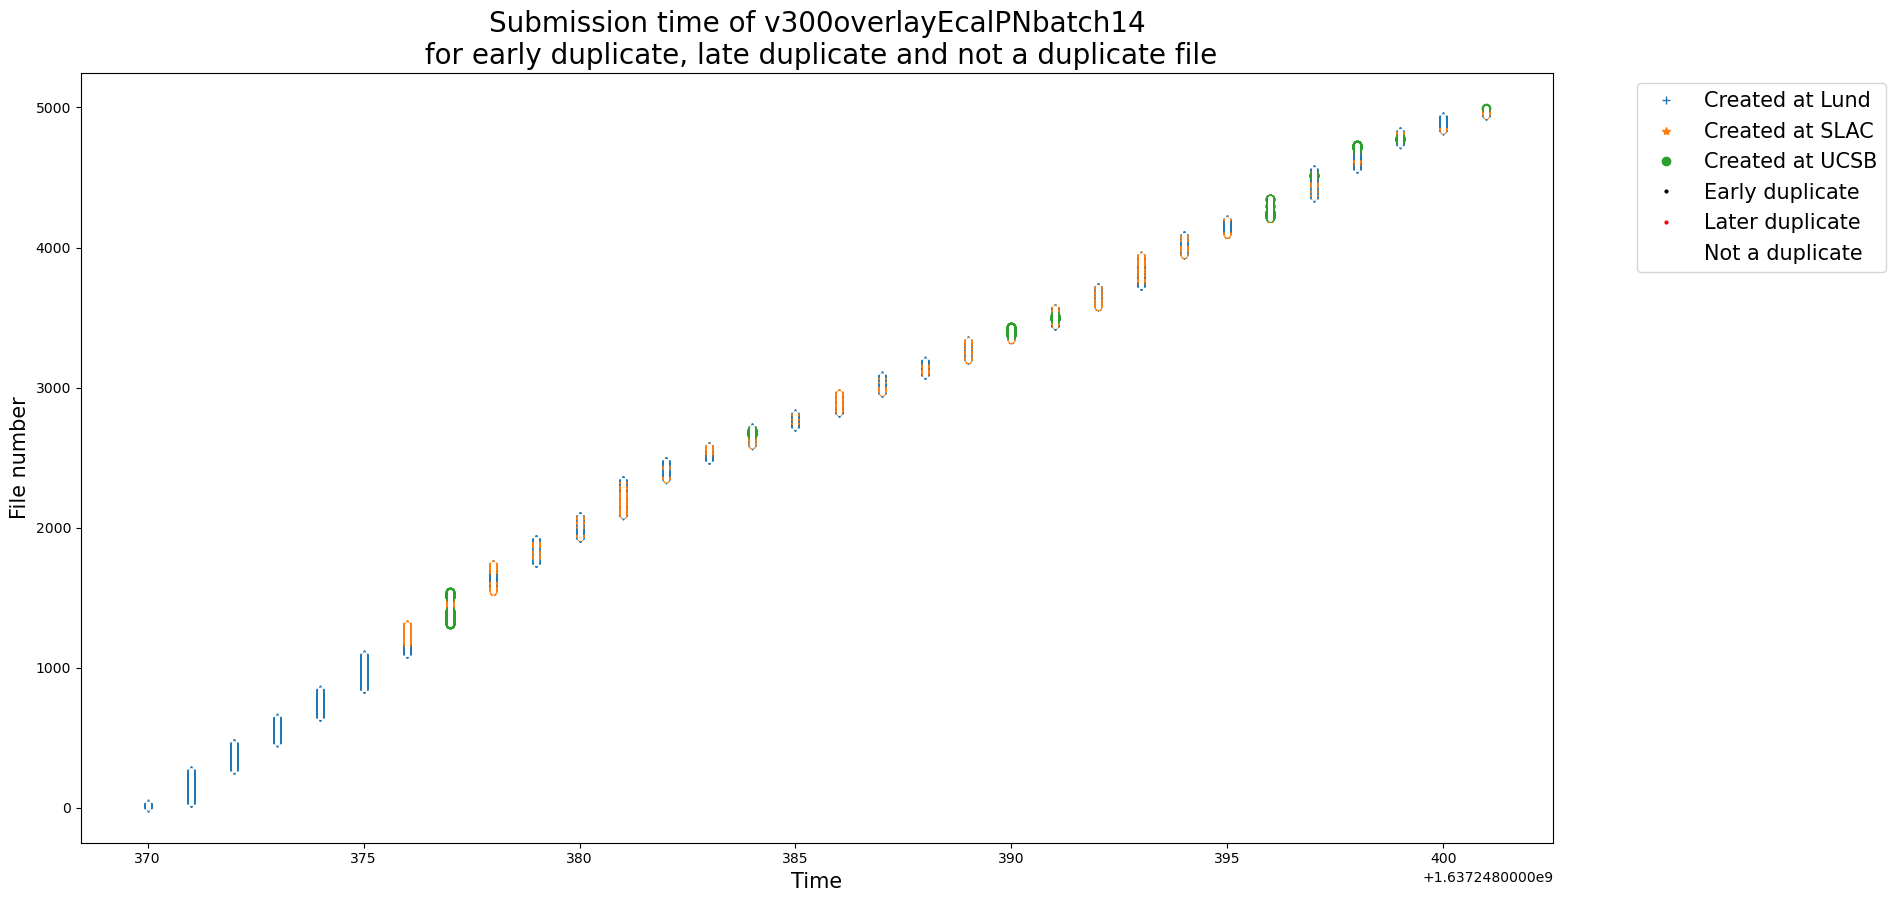 Submission time of v300overlayEcalPNbatch14
for early duplicate, late duplicate and not a duplicate file
Created at Lund
Created at SLAC
Created at UCSB
Early duplicate
Later duplicate
Not a duplicate
File number
5000
4000
3000
2000
1000
0
370
375
380
385
390
395
400
+1.6372480000e9
Time